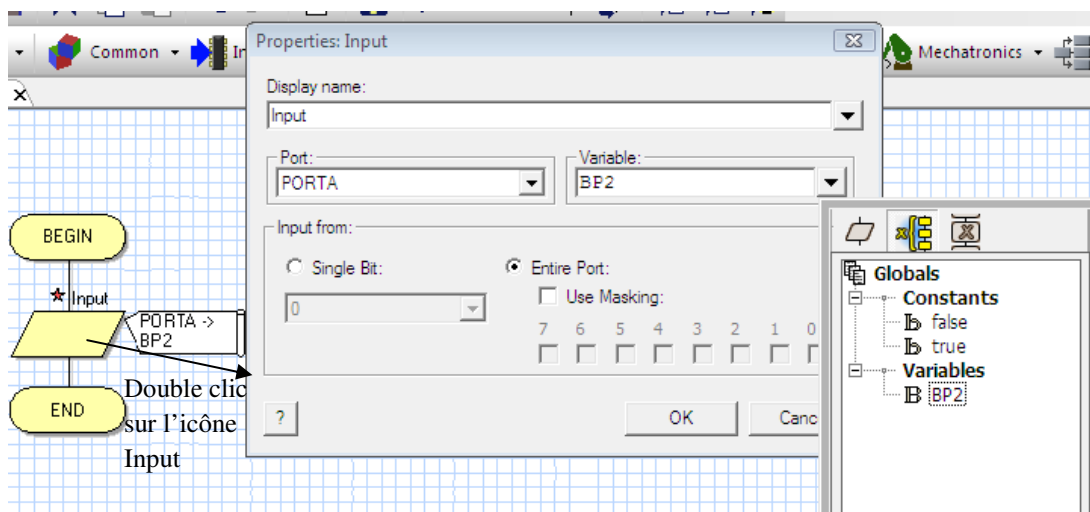 Common
Mechatronics
Properties: Input
Display name:
Input
Port:
PORTA
Variable:
BP2
Input from:
Single Bit:
0
Entire Port:
Use Masking:
7 6 5 4 3 2 1 0
?
OK
Canc
BEGIN
Input
PORTA ->
BP2
END
Double clic
sur l’icône
Input
Globals
Constants
false
true
Variables
BP2